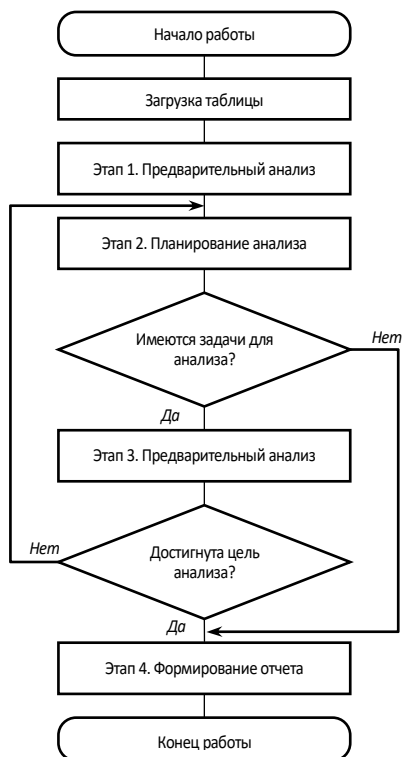 Начало работы
Загрузка таблицы
Этап 1. Предварительный анализ
Этап 2. Планирование анализа
Имеются задачи для
анализа?
Нет
Да
Этап 3. Предварительный анализ
Достигнута цель
анализа?
Нет
Да
Этап 4. Формирование отчета
Конец работы